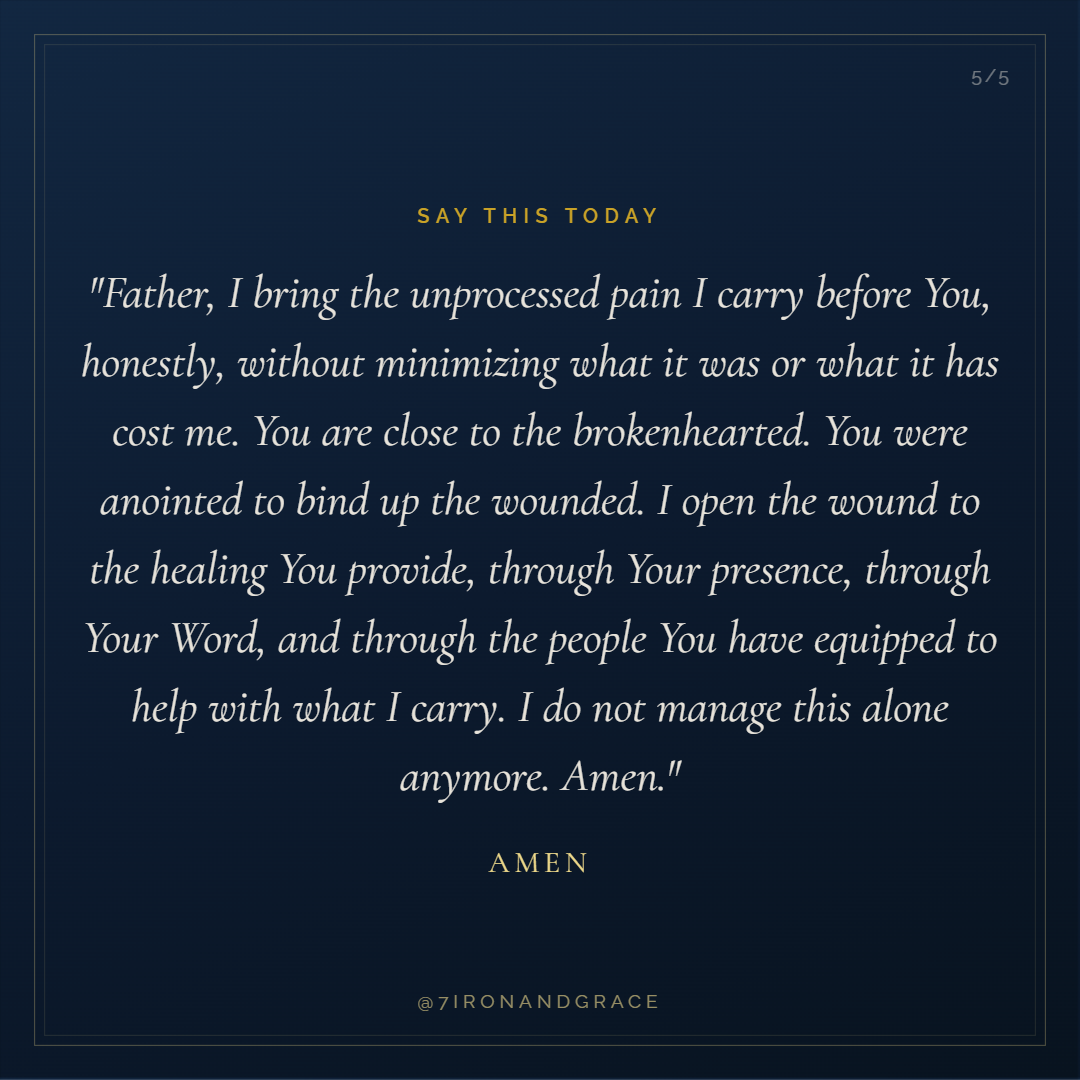 5/5
SAY THIS TODAY
"Father, I bring the unprocessed pain I carry before You,
honestly, without minimizing what it was or what it has
cost me. You are close to the brokenhearted. You were
anointed to bind up the wounded. I open the wound to
the healing You provide, through Your presence, through
Your Word, and through the people You have equipped to
help with what I carry. I do not manage this alone
anymore. Amen."
AMEN
@7IRONANDGRACE